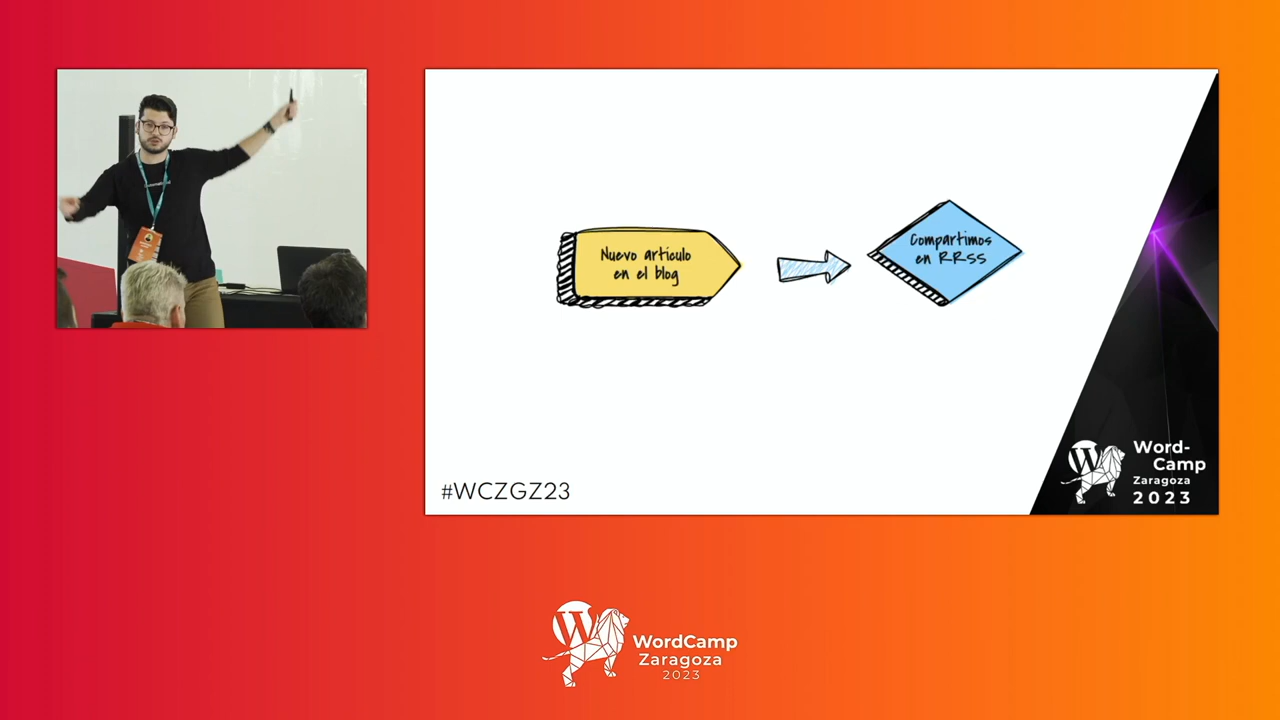 Nuevo artículo
en el blog
Compartimos
en RRSS
#WCZGZ23
Word-
Camp
Zaragoza
2023
WordCamp
Zaragoza
2023